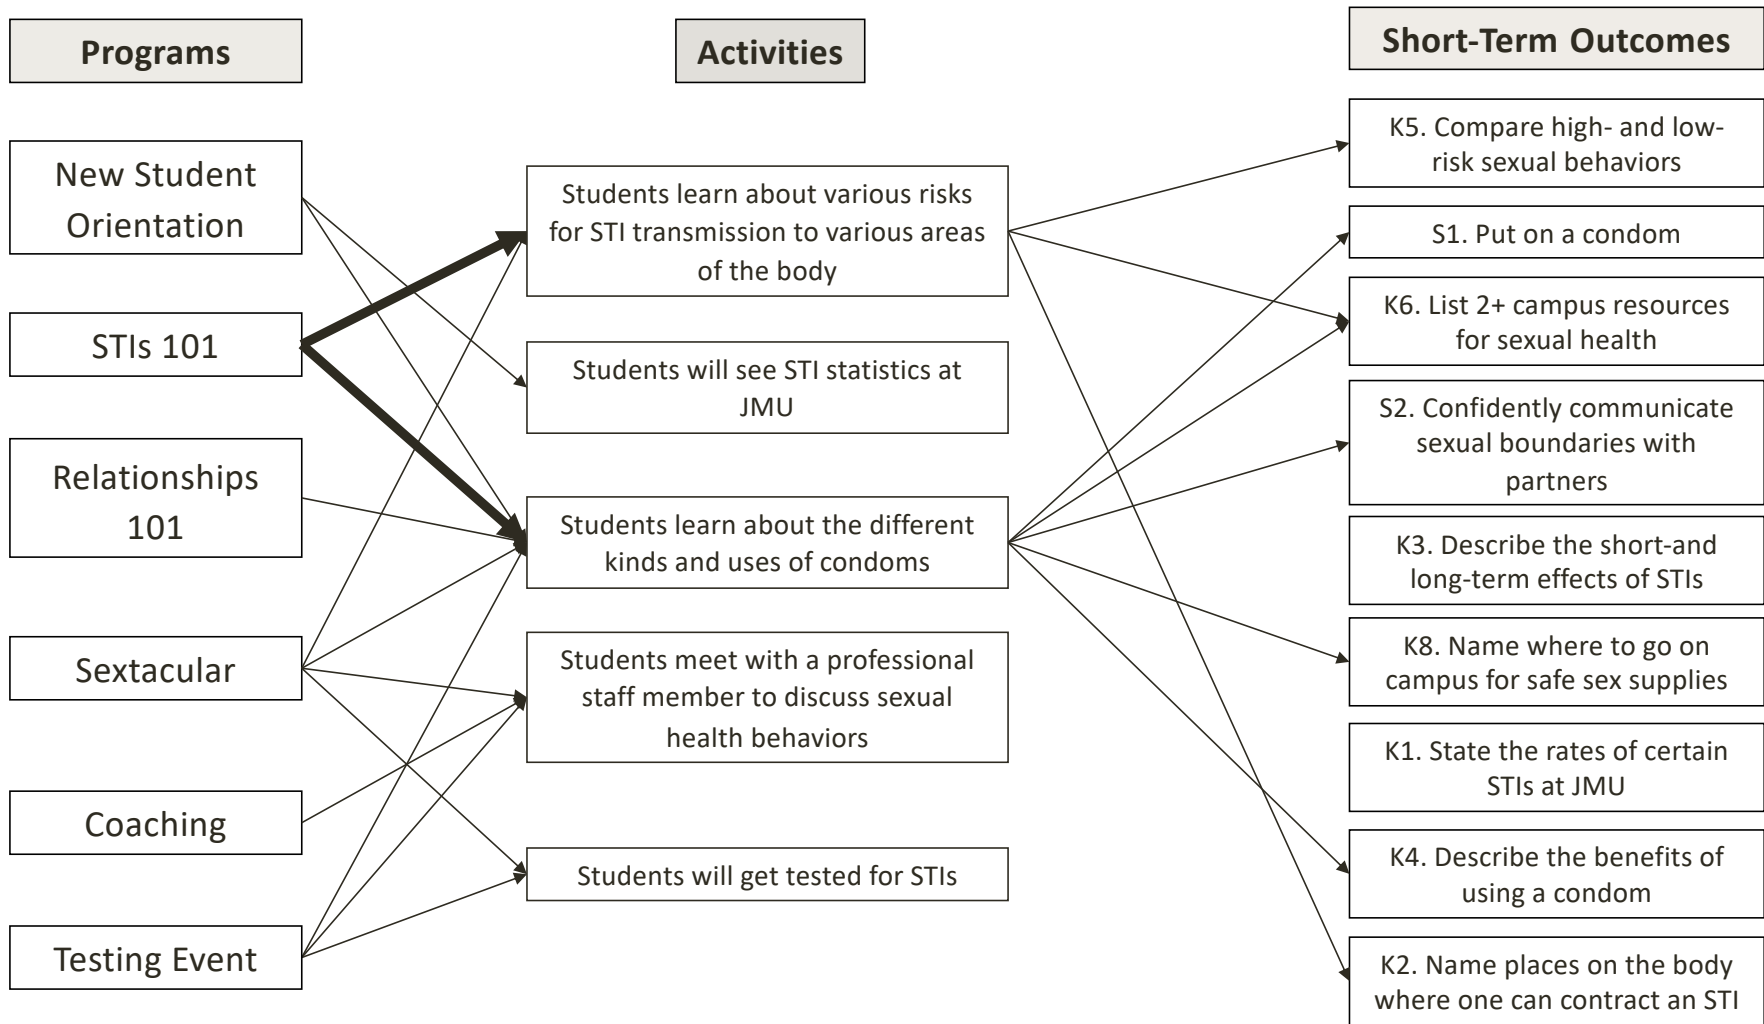 Programs
Activities
Short-Term Outcomes
New Student
Orientation
STIs 101
Relationships
101
Sextacular
Coaching
Testing Event
Students learn about various risks
for STI transmission to various areas
of the body
Students will see STI statistics at
JMU
Students learn about the different
kinds and uses of condoms
Students meet with a professional
staff member to discuss sexual
health behaviors
Students will get tested for STIs
K5. Compare high- and low-
risk sexual behaviors
S1. Put on a condom
K6. List 2+ campus resources
for sexual health
S2. Confidently communicate
sexual boundaries with
partners
K3. Describe the short-and
long-term effects of STIs
K8. Name where to go on
campus for safe sex supplies
K1. State the rates of certain
STIs at JMU
K4. Describe the benefits of
using a condom
K2. Name places on the body
where one can contract an STI